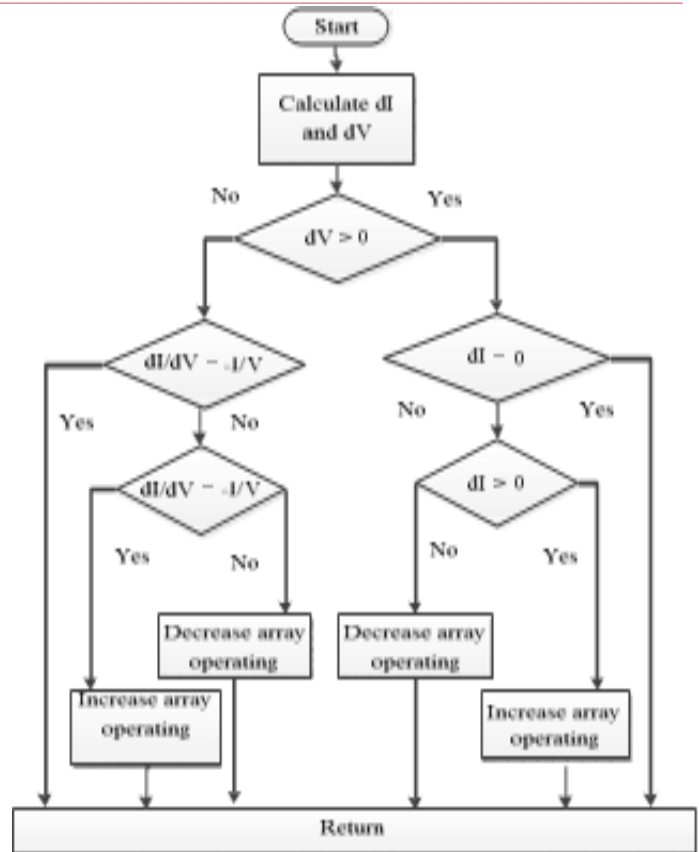 Start
Calculate dI
and dV
No
Yes
dV > 0
dI/dV = -I/V
dI = 0
Yes
No
No
Yes
dI/dV = -I/V
dI > 0
Yes
No
No
Yes
Decrease array
operating
Decrease array
operating
Increase array
operating
Increase array
operating
Return